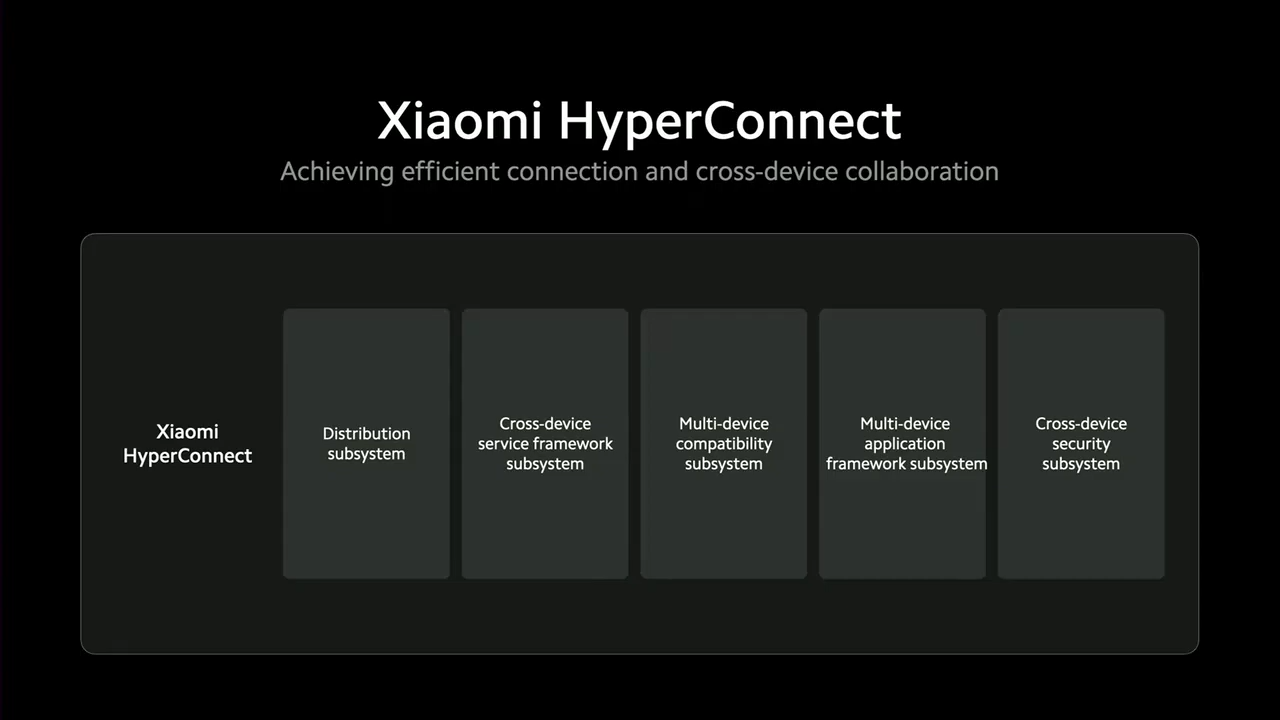 Xiaomi HyperConnect
Achieving efficient connection and cross-device collaboration
Xiaomi
HyperConnect
Distribution
subsystem
Cross-device
service framework
subsystem
Multi-device
compatibility
subsystem
Multi-device
application
framework subsystem
Cross-device
security
subsystem